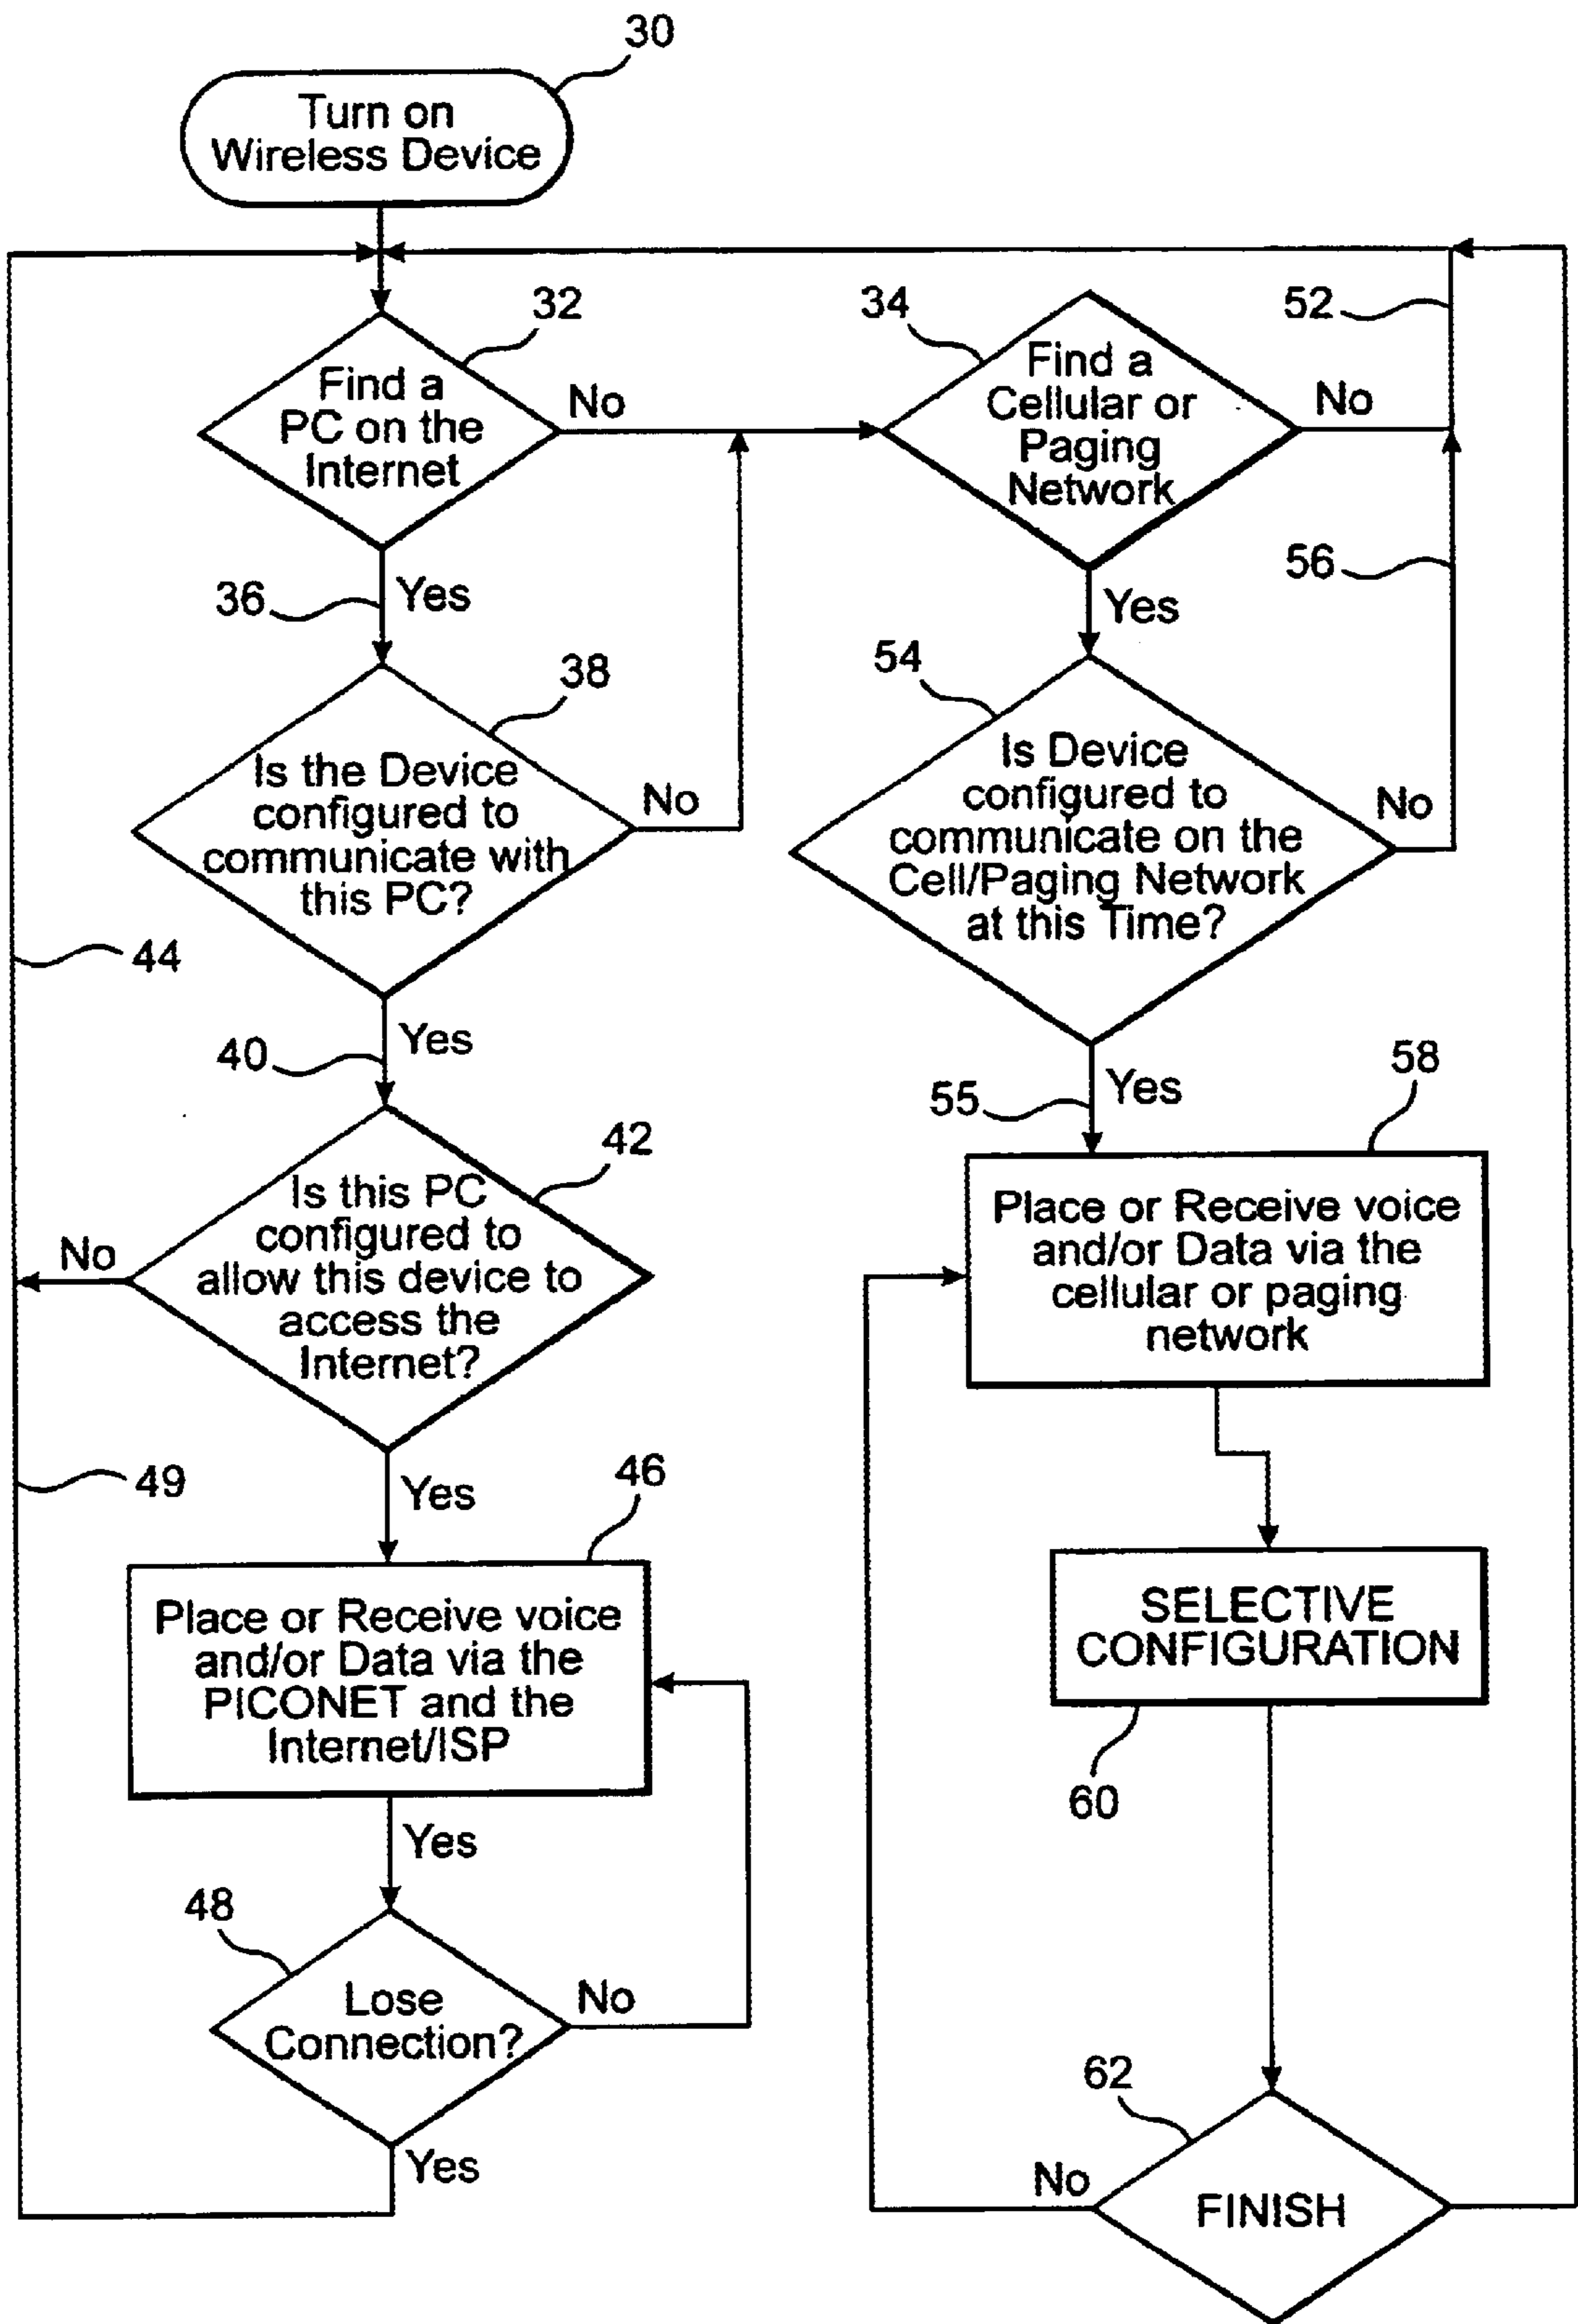 30
Turn on
Wireless Device
32
Find a
PC on the
Internet
No
34
Find a
Cellular or
Paging
Network
No
52
36
Yes
Yes
56
38
Is the Device
configured to
communicate with
this PC?
No
54
Is Device
configured to
communicate on the
Cell/Paging Network
at this Time?
No
44
40
Yes
55
Yes
58
42
Is this PC
configured to
allow this device to
access the
Internet?
No
Place or Receive voice
and/or Data via the
cellular or paging
network
49
Yes
46
Place or Receive voice
and/or Data via the
PICONET and the
Internet/ISP
SELECTIVE
CONFIGURATION
60
Yes
48
Lose
Connection?
No
Yes
62
No
FINISH